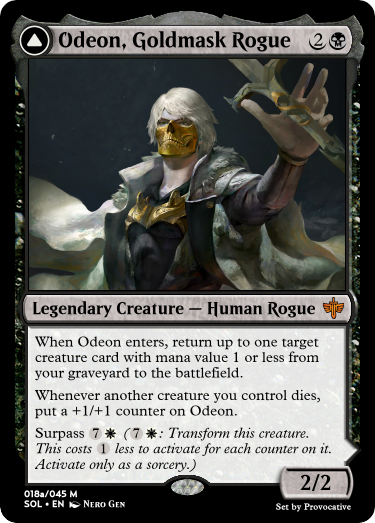 Odeon, Goldmask Rogue 2
Legendary Creature — Human Rogue
When Odeon enters, return up to one target
creature card with mana value 1 or less from
your graveyard to the battlefield.
Whenever another creature you control dies,
put a +1/+1 counter on Odeon.
Surpass 7 (7 : Transform this creature.
This costs 1 less to activate for each counter on it.
Activate only as a sorcery.)
2/2
018a/045 M
SOL • EN Nero Gen
Set by Provocative